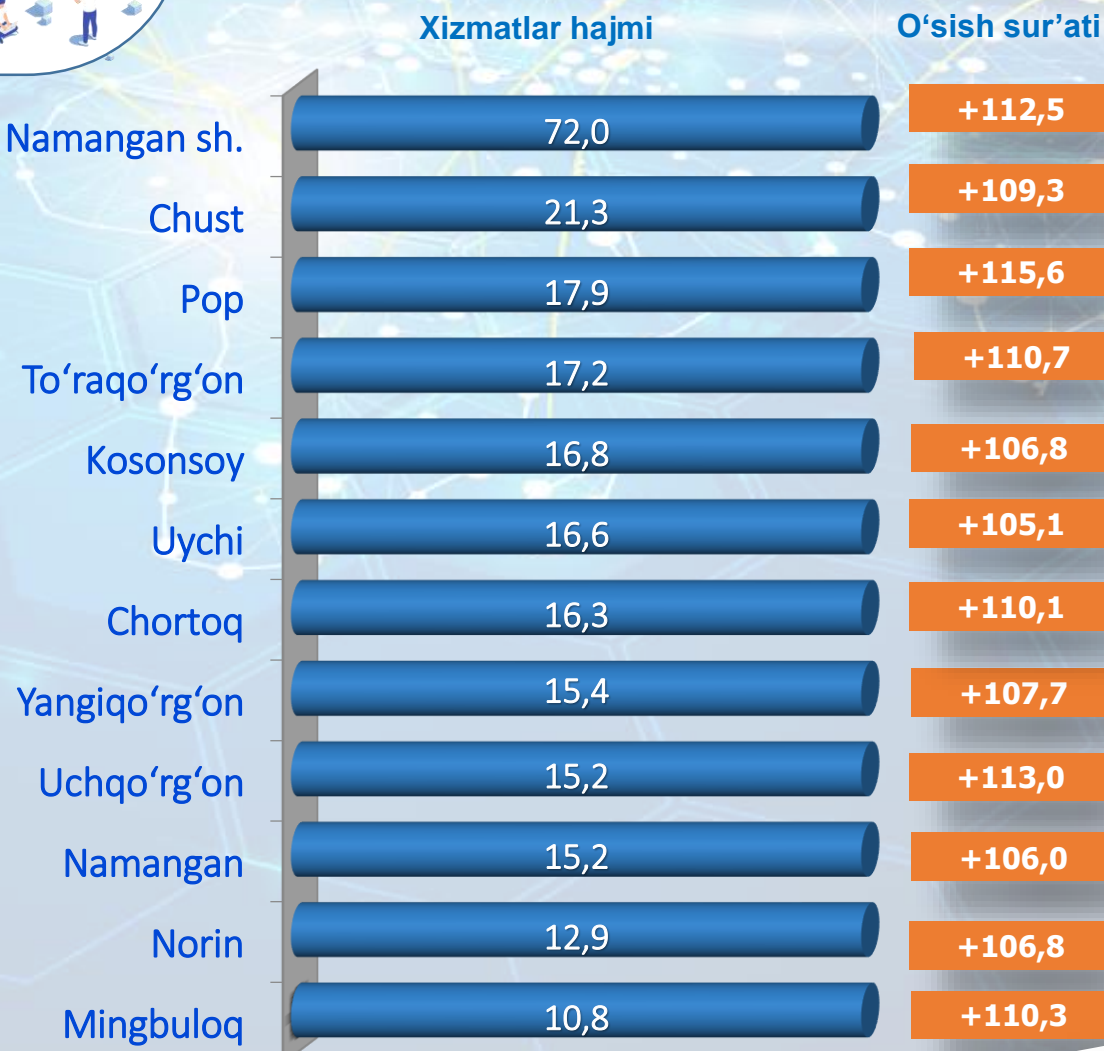 Xizmatlar hajmi O‘sish sur’ati
Namangan sh. 72,0 +112,5
Chust 21,3 +109,3
Pop 17,9 +115,6
To‘raqo‘rg‘on 17,2 +110,7
Kosonsoy 16,8 +106,8
Uychi 16,6 +105,1
Chortoq 16,3 +110,1
Yangiqo‘rg‘on 15,4 +107,7
Uchqo‘rg‘on 15,2 +113,0
Namangan 15,2 +106,0
Norin 12,9 +106,8
Mingbuloq 10,8 +110,3